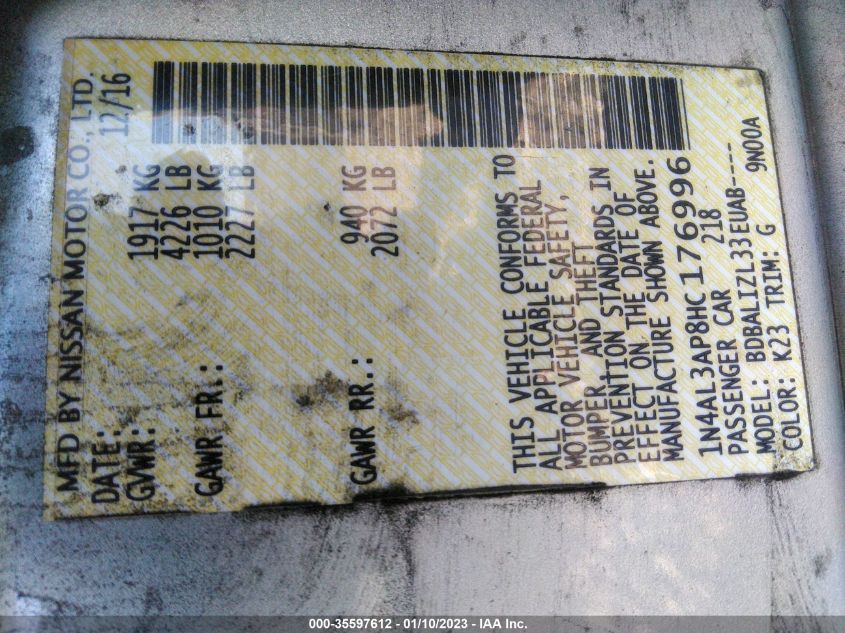 MFD BY NISSAN MOTOR CO., LTD.
DATE: 12/16
GVWR: 1917 KG
4226 LB
GAWR FR.: 1010 KG
2227 LB
GAWR RR.: 940 KG
2072 LB
THIS VEHICLE CONFORMS TO
ALL APPLICABLE FEDERAL
MOTOR VEHICLE SAFETY,
BUMPER, AND THEFT
PREVENTION STANDARDS IN
EFFECT ON THE DATE OF
MANUFACTURE SHOWN ABOVE.
1N4AL3AP8HC176996
PASSENGER CAR 218
MODEL: BDBALIZL33EUAB-----
COLOR: K23 TRIM: G 9N00A
000-35597612 - 01/10/2023 - IAA Inc.